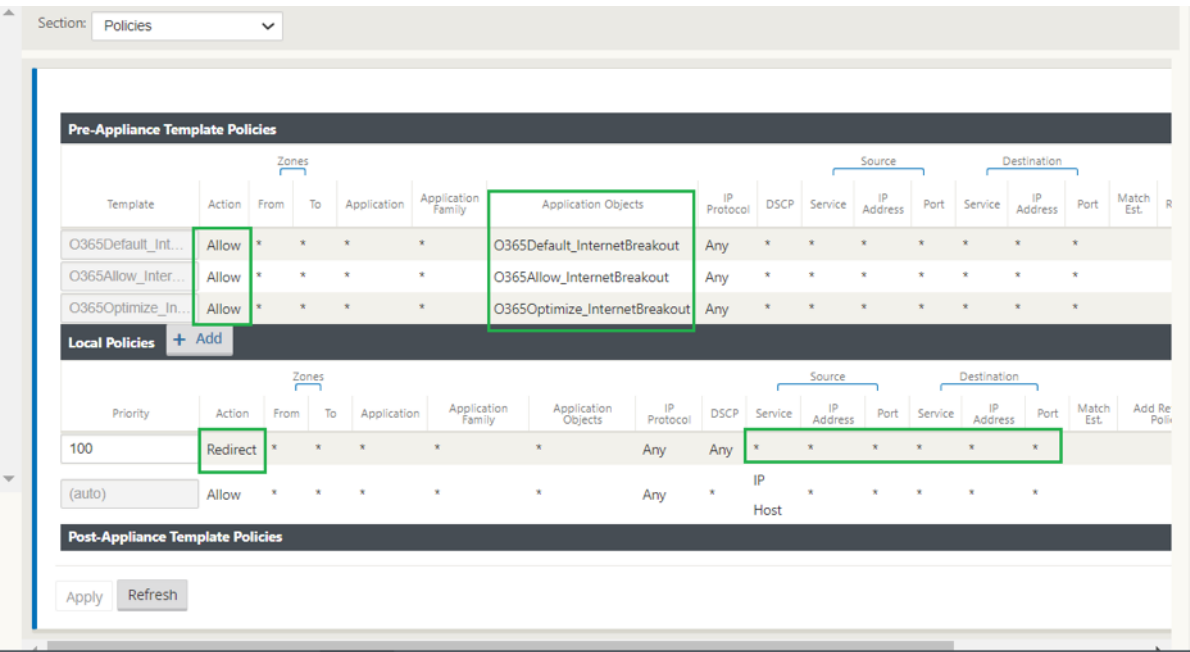 Section: Policies
Pre-Appliance Template Policies
Zones Source Destination
Template Action From To Application Application Family Application Objects IP Protocol DSCP Service IP Address Port Service IP Address Port Match Est. R
O365Default_Int... Allow * * * * O365Default_InternetBreakout Any * * * * * * *
O365Allow_Inter... Allow * * * * O365Allow_InternetBreakout Any * * * * * * *
O365Optimize_In... Allow * * * * O365Optimize_InternetBreakout Any * * * * * * *
Local Policies + Add
Zones Source Destination
Priority Action From To Application Application Family Application Objects IP Protocol DSCP Service IP Address Port Service IP Address Port Match Est. Add Re Poli
100 Redirect * * * * * Any Any * * * * * *
(auto) Allow * * * * * Any * IP Host * * * * *
Post-Appliance Template Policies
Apply Refresh